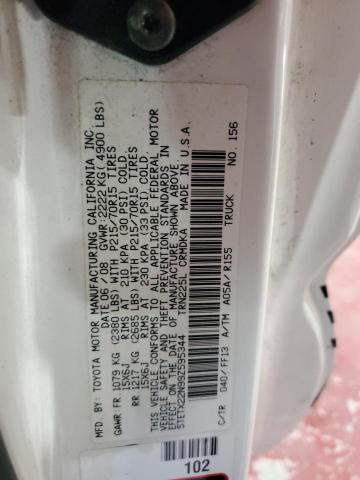 MFD BY: TOYOTA MOTOR MANUFACTURING CALIFORNIA INC.
DATE 06/08 GVWR: 2222 KG ( 4900 LBS)
GAWR: FR. 1079 KG (2380 LBS) WITH P215/70R15 TIRES
15X6J RIMS AT 210 KPA (30 PSI) COLD.
RR 1217 KG (2685 LBS) WITH P215/70R15 TIRES
15X6J RIMS AT 230 KPA (33 PSI) COLD.
THIS VEHICLE CONFORMS TO ALL APPLICABLE FEDERAL MOTOR
VEHICLE SAFETY AND THEFT PREVENTION STANDARDS IN
EFFECT ON THE DATE OF MANUFACTURE SHOWN ABOVE.
5TETX22N99Z595344 TRN225L CRMDKA MADE IN U.S.A.
C/TR 040/FF13 A/TM A05A/ R155 TRUCK NO. 156
102